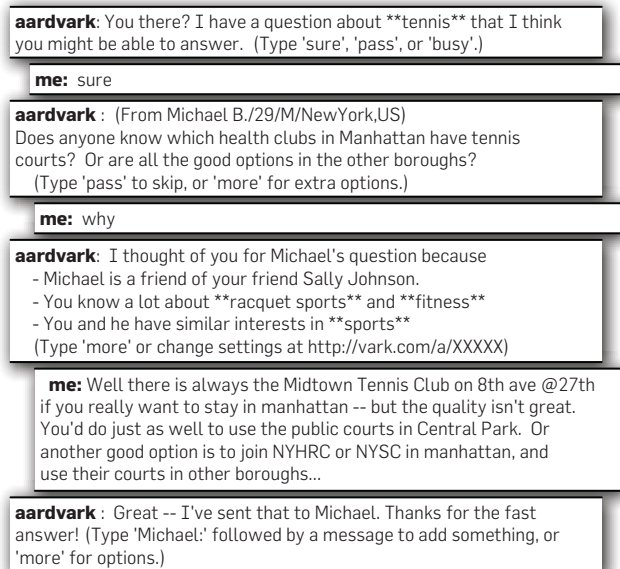 aardvark: You there? I have a question about **tennis** that I think
you might be able to answer. (Type 'sure', 'pass', or 'busy'.)
me: sure
aardvark : (From Michael B./29/M/NewYork,US)
Does anyone know which health clubs in Manhattan have tennis
courts? Or are all the good options in the other boroughs?
(Type 'pass' to skip, or 'more' for extra options.)
me: why
aardvark: I thought of you for Michael's question because
- Michael is a friend of your friend Sally Johnson.
- You know a lot about **racquet sports** and **fitness**
- You and he have similar interests in **sports**
(Type 'more' or change settings at http://vark.com/a/XXXXX)
me: Well there is always the Midtown Tennis Club on 8th ave @27th
if you really want to stay in manhattan -- but the quality isn't great.
You'd do just as well to use the public courts in Central Park. Or
another good option is to join NYHRC or NYSC in manhattan, and
use their courts in other boroughs...
aardvark : Great -- I've sent that to Michael. Thanks for the fast
answer! (Type 'Michael:' followed by a message to add something, or
'more' for options.)